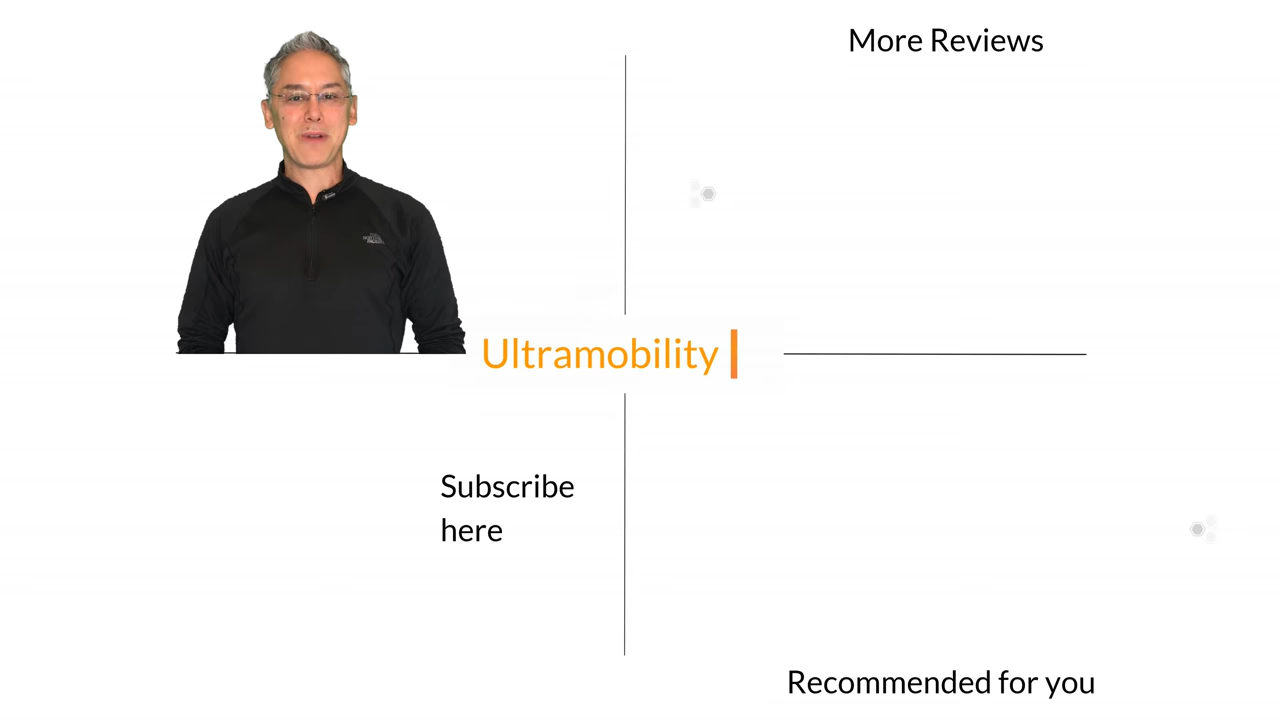 More Reviews
Ultramobility
Subscribe
here
Recommended for you